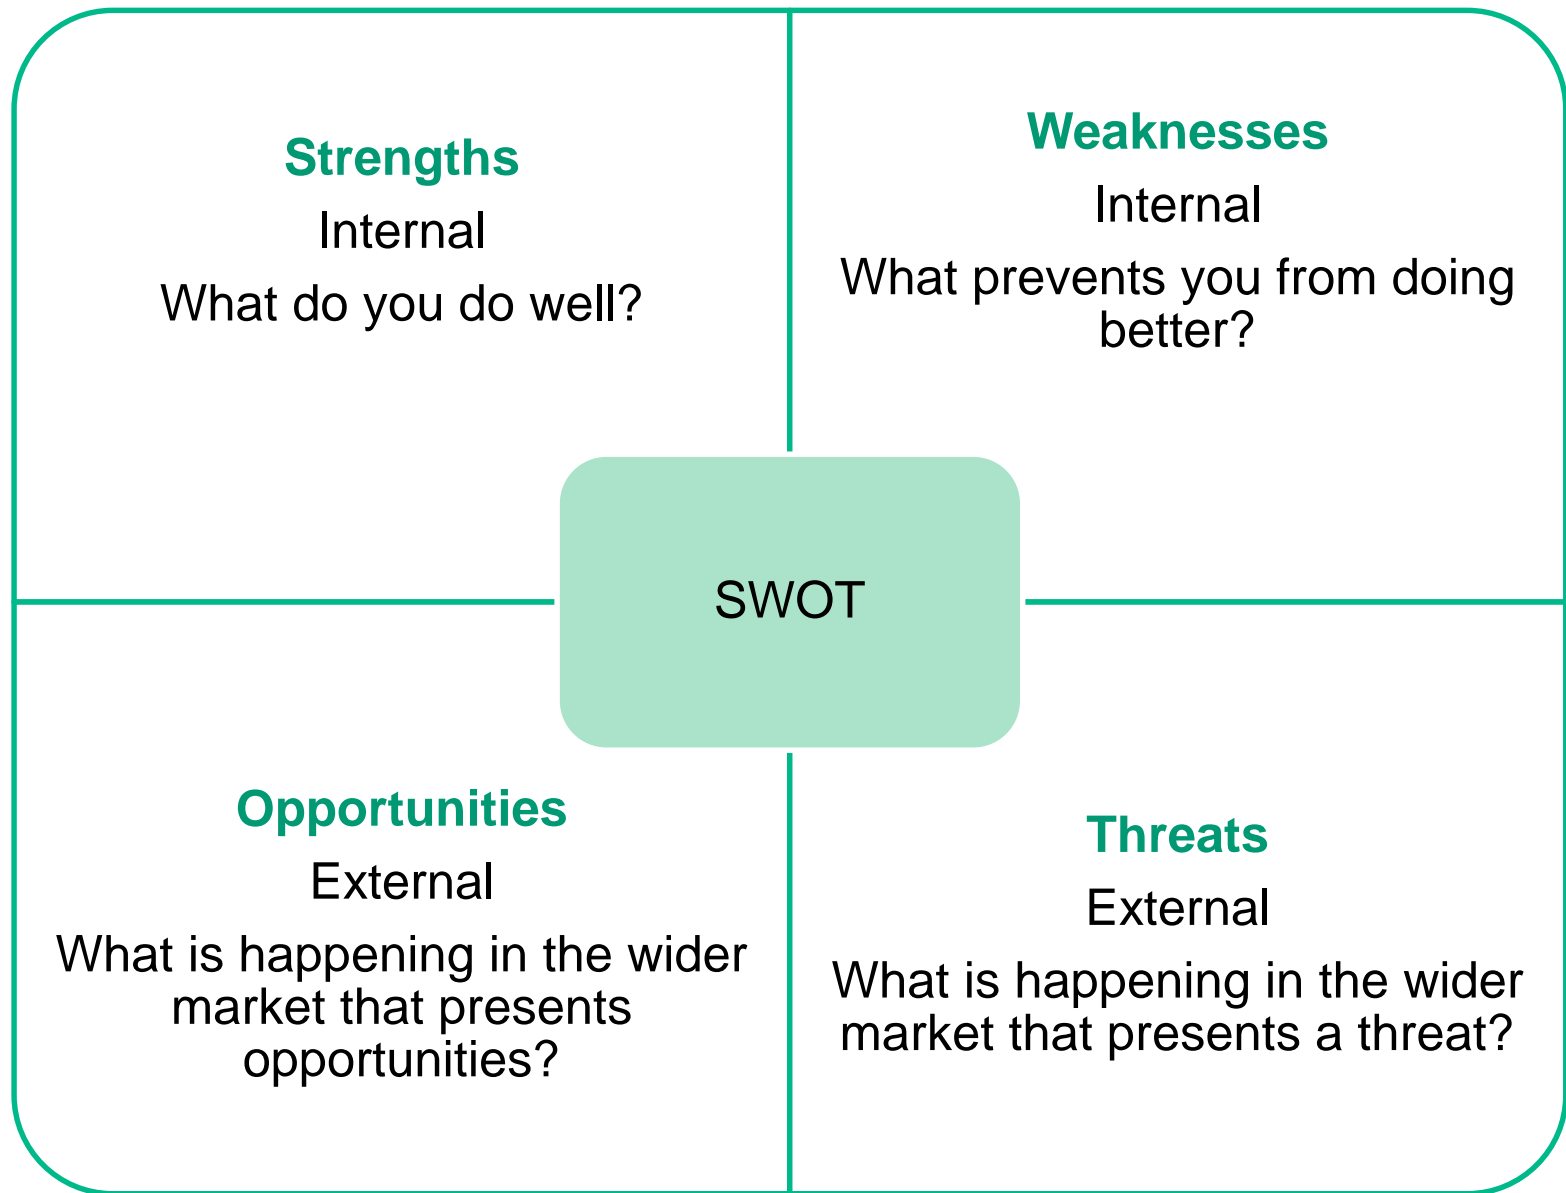 Strengths
Internal
What do you do well?
Weaknesses
Internal
What prevents you from doing
better?
SWOT
Opportunities
External
What is happening in the wider
market that presents
opportunities?
Threats
External
What is happening in the wider
market that presents a threat?